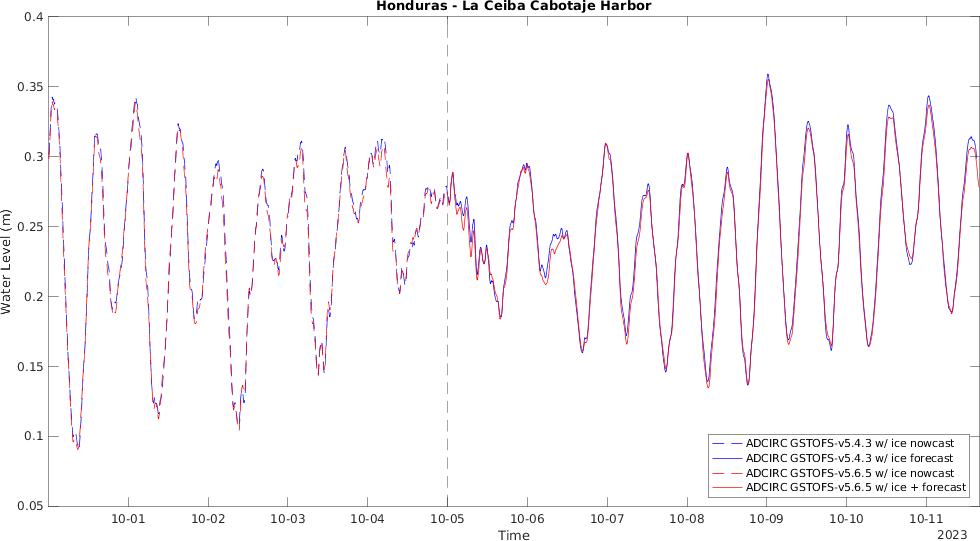 Honduras - La Ceiba Cabotaje Harbor
0.4
0.35
0.3
0.25
0.2
0.15
0.1
0.05
Water Level (m)
10-01 10-02 10-03 10-04 10-05 10-06 10-07 10-08 10-09 10-10 10-11
Time
2023
ADCIRC GSTOFS-v5.4.3 w/ ice nowcast
ADCIRC GSTOFS-v5.4.3 w/ ice forecast
ADCIRC GSTOFS-v5.6.5 w/ ice nowcast
ADCIRC GSTOFS-v5.6.5 w/ ice + forecast